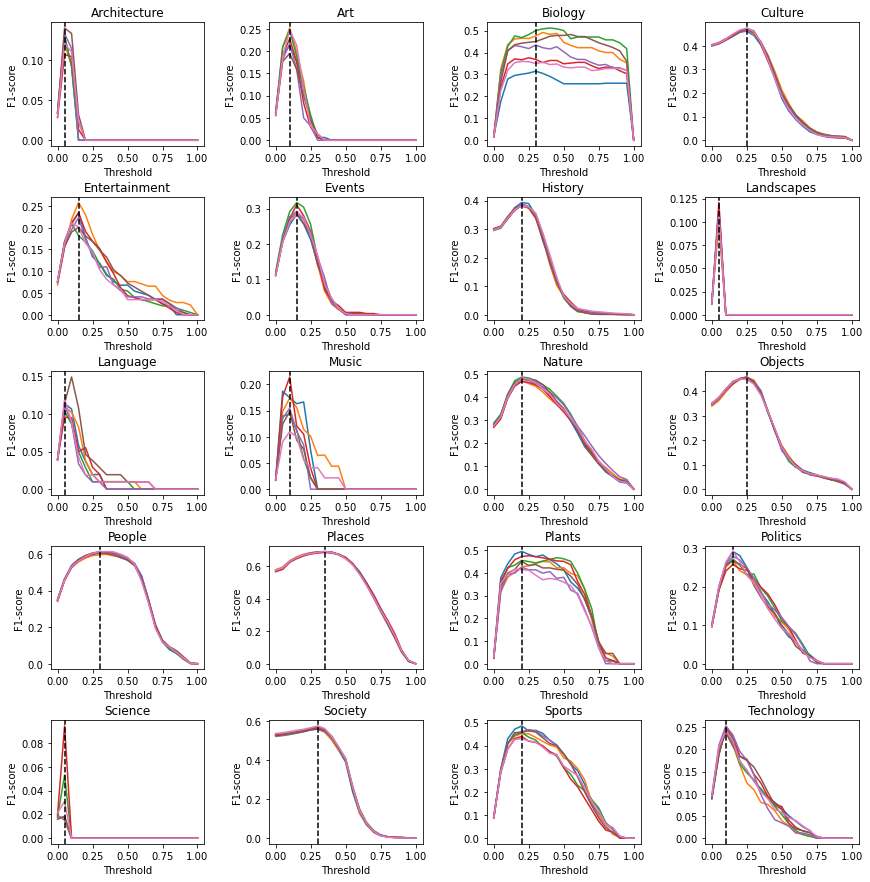 Architecture Art Biology Culture
0.10 0.05 0.00
0.25 0.20 0.15 0.10 0.05 0.00
0.5 0.4 0.3 0.2 0.1 0.0
0.4 0.3 0.2 0.1 0.0
F1-score F1-score F1-score F1-score
0.00 0.25 0.50 0.75 1.00 0.00 0.25 0.50 0.75 1.00 0.00 0.25 0.50 0.75 1.00 0.00 0.25 0.50 0.75 1.00
Threshold Threshold Threshold Threshold
Entertainment Events History Landscapes
0.25 0.20 0.15 0.10 0.05 0.00
0.3 0.2 0.1 0.0
0.4 0.3 0.2 0.1 0.0
0.125 0.100 0.075 0.050 0.025 0.000
F1-score F1-score F1-score F1-score
0.00 0.25 0.50 0.75 1.00 0.00 0.25 0.50 0.75 1.00 0.00 0.25 0.50 0.75 1.00 0.00 0.25 0.50 0.75 1.00
Threshold Threshold Threshold Threshold
Language Music Nature Objects
0.15 0.10 0.05 0.00
0.20 0.15 0.10 0.05 0.00
0.5 0.4 0.3 0.2 0.1 0.0
0.4 0.3 0.2 0.1 0.0
F1-score F1-score F1-score F1-score
0.00 0.25 0.50 0.75 1.00 0.00 0.25 0.50 0.75 1.00 0.00 0.25 0.50 0.75 1.00 0.00 0.25 0.50 0.75 1.00
Threshold Threshold Threshold Threshold
People Places Plants Politics
0.6 0.4 0.2 0.0
0.6 0.4 0.2 0.0
0.5 0.4 0.3 0.2 0.1 0.0
0.3 0.2 0.1 0.0
F1-score F1-score F1-score F1-score
0.00 0.25 0.50 0.75 1.00 0.00 0.25 0.50 0.75 1.00 0.00 0.25 0.50 0.75 1.00 0.00 0.25 0.50 0.75 1.00
Threshold Threshold Threshold Threshold
Science Society Sports Technology
0.08 0.06 0.04 0.02 0.00
0.6 0.4 0.2 0.0
0.5 0.4 0.3 0.2 0.1 0.0
0.25 0.20 0.15 0.10 0.05 0.00
F1-score F1-score F1-score F1-score
0.00 0.25 0.50 0.75 1.00 0.00 0.25 0.50 0.75 1.00 0.00 0.25 0.50 0.75 1.00 0.00 0.25 0.50 0.75 1.00
Threshold Threshold Threshold Threshold